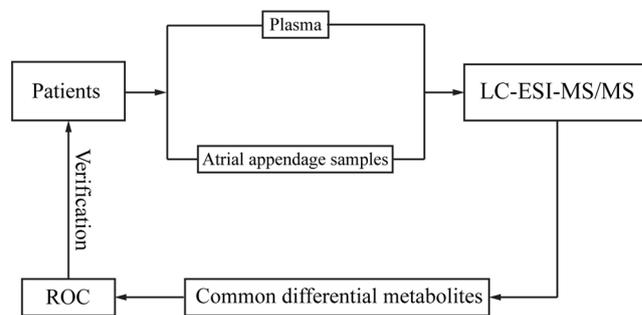 Plasma
Patients
LC-ESI-MS/MS
Atrial appendage samples
Verification
ROC
Common differential metabolites